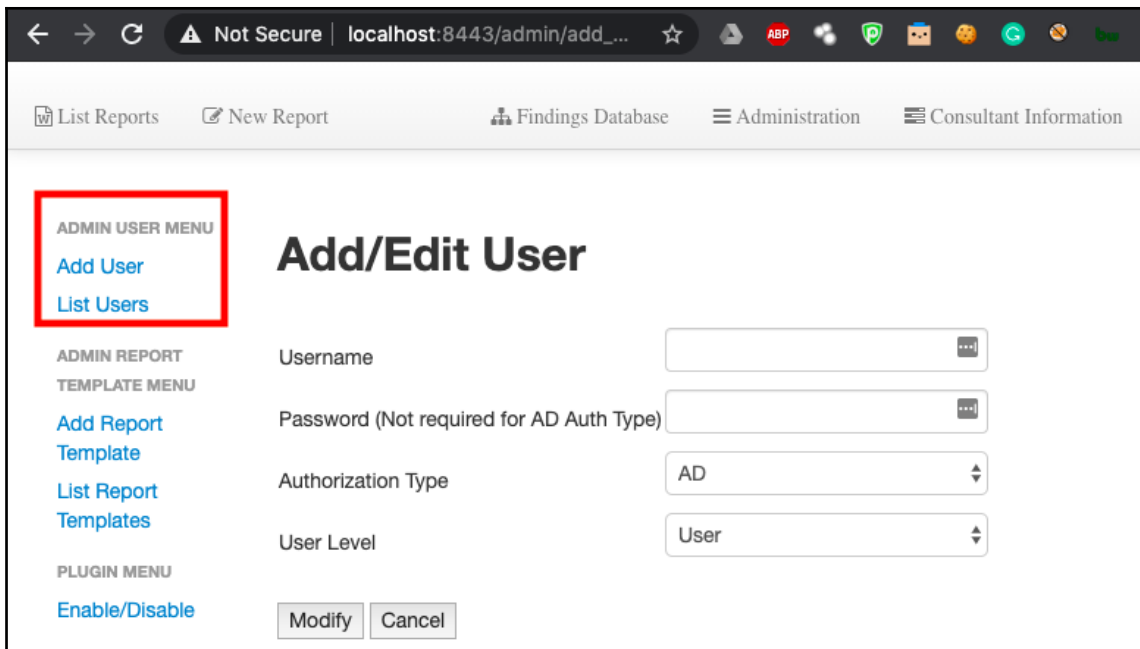 Not Secure | localhost:8443/admin/add_...
ABP
List Reports New Report Findings Database Administration Consultant Information
ADMIN USER MENU
Add User
List Users
ADMIN REPORT
TEMPLATE MENU
Add Report
Template
List Report
Templates
PLUGIN MENU
Enable/Disable
Add/Edit User
Username
Password (Not required for AD Auth Type)
Authorization Type AD
User Level User
Modify Cancel